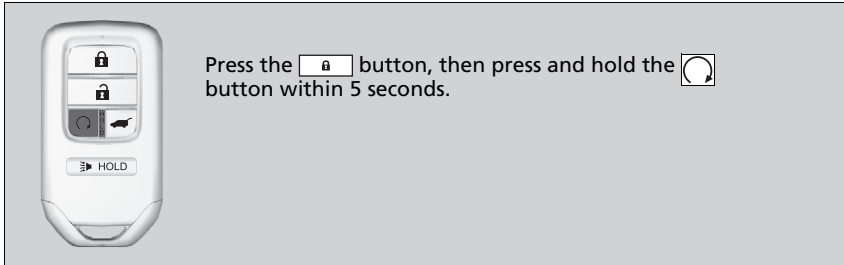 Press the button, then press and hold the
button within 5 seconds.
HOLD